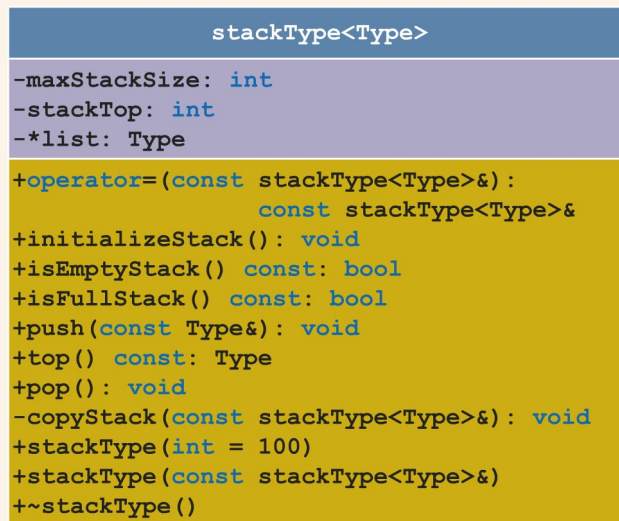 stackType<Type>
-maxStackSize: int
-stackTop: int
-*list: Type
+operator=(const stackType<Type>&):
const stackType<Type>&
+initializeStack(): void
+isEmptyStack() const: bool
+isFullStack() const: bool
+push(const Type&): void
+top() const: Type
+pop(): void
-copyStack(const stackType<Type>&): void
+stackType(int = 100)
+stackType(const stackType<Type>&)
+~stackType()